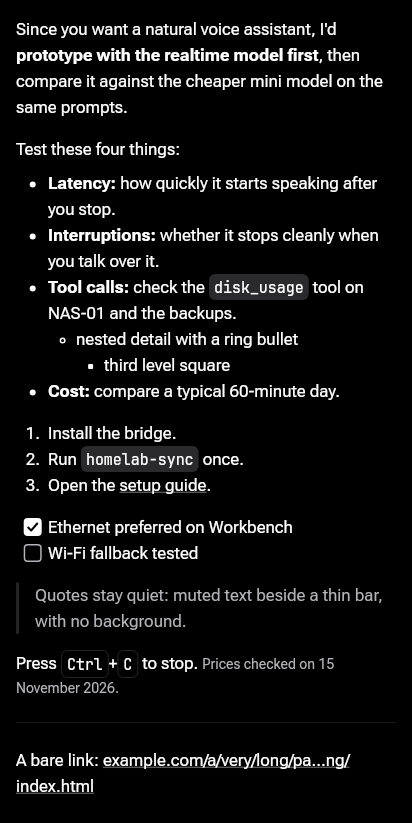 Since you want a natural voice assistant, I'd
prototype with the realtime model first, then
compare it against the cheaper mini model on the
same prompts.
Test these four things:
• Latency: how quickly it starts speaking after
you stop.
• Interruptions: whether it stops cleanly when
you talk over it.
• Tool calls: check the disk_usage tool on
NAS-01 and the backups.
◦ nested detail with a ring bullet
▪ third level square
• Cost: compare a typical 60-minute day.
1. Install the bridge.
2. Run homelab-sync once.
3. Open the setup guide.
Ethernet preferred on Workbench
Wi-Fi fallback tested
Quotes stay quiet: muted text beside a thin bar,
with no background.
Press Ctrl+C to stop. Prices checked on 15
November 2026.
A bare link: example.com/a/very/long/pa...ng/
index.html